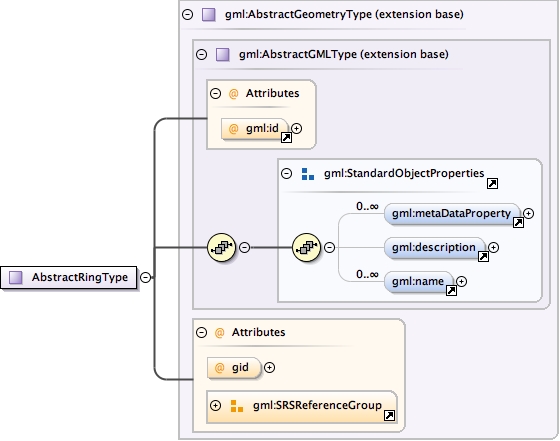 gml:AbstractGeometryType (extension base)
gml:AbstractGMLType (extension base)
@ Attributes
@ gml:id
gml:StandardObjectProperties
0..∞
gml:metaDataProperty
gml:description
0..∞
gml:name
AbstractRingType
@ Attributes
@ gid
gml:SRSReferenceGroup